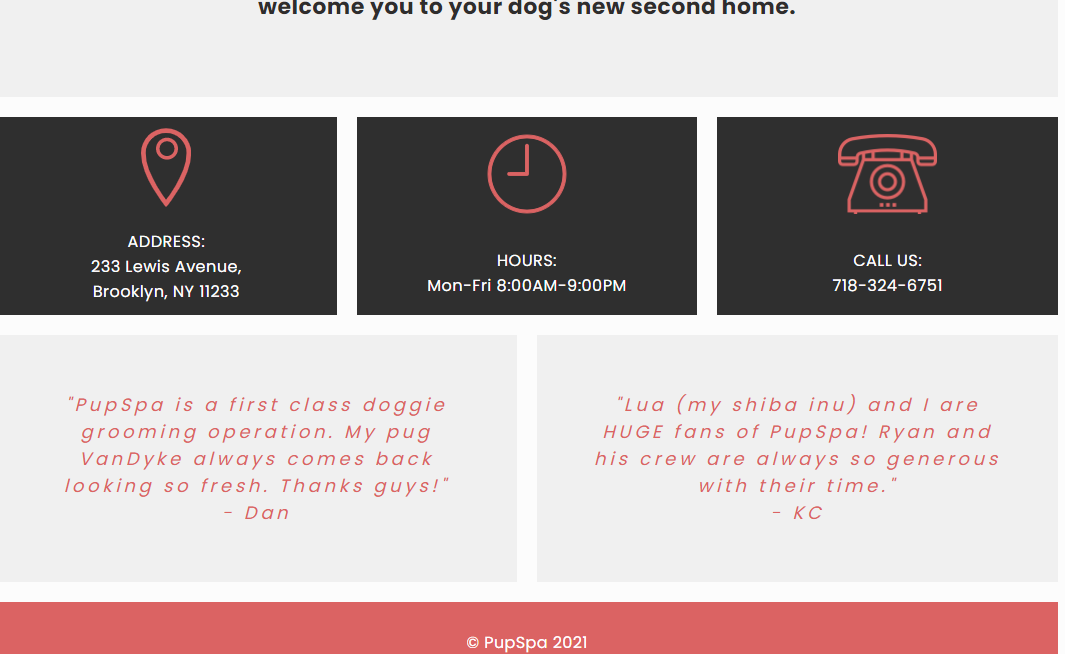 welcome you to your dog's new second home.
ADDRESS:
233 Lewis Avenue,
Brooklyn, NY 11233
HOURS:
Mon-Fri 8:00AM-9:00PM
CALL US:
718-324-6751
"PupSpa is a first class doggie
grooming operation. My pug
VanDyke always comes back
looking so fresh. Thanks guys!"
- Dan
"Lua (my shiba inu) and I are
HUGE fans of PupSpa! Ryan and
his crew are always so generous
with their time."
- KC
© PupSpa 2021